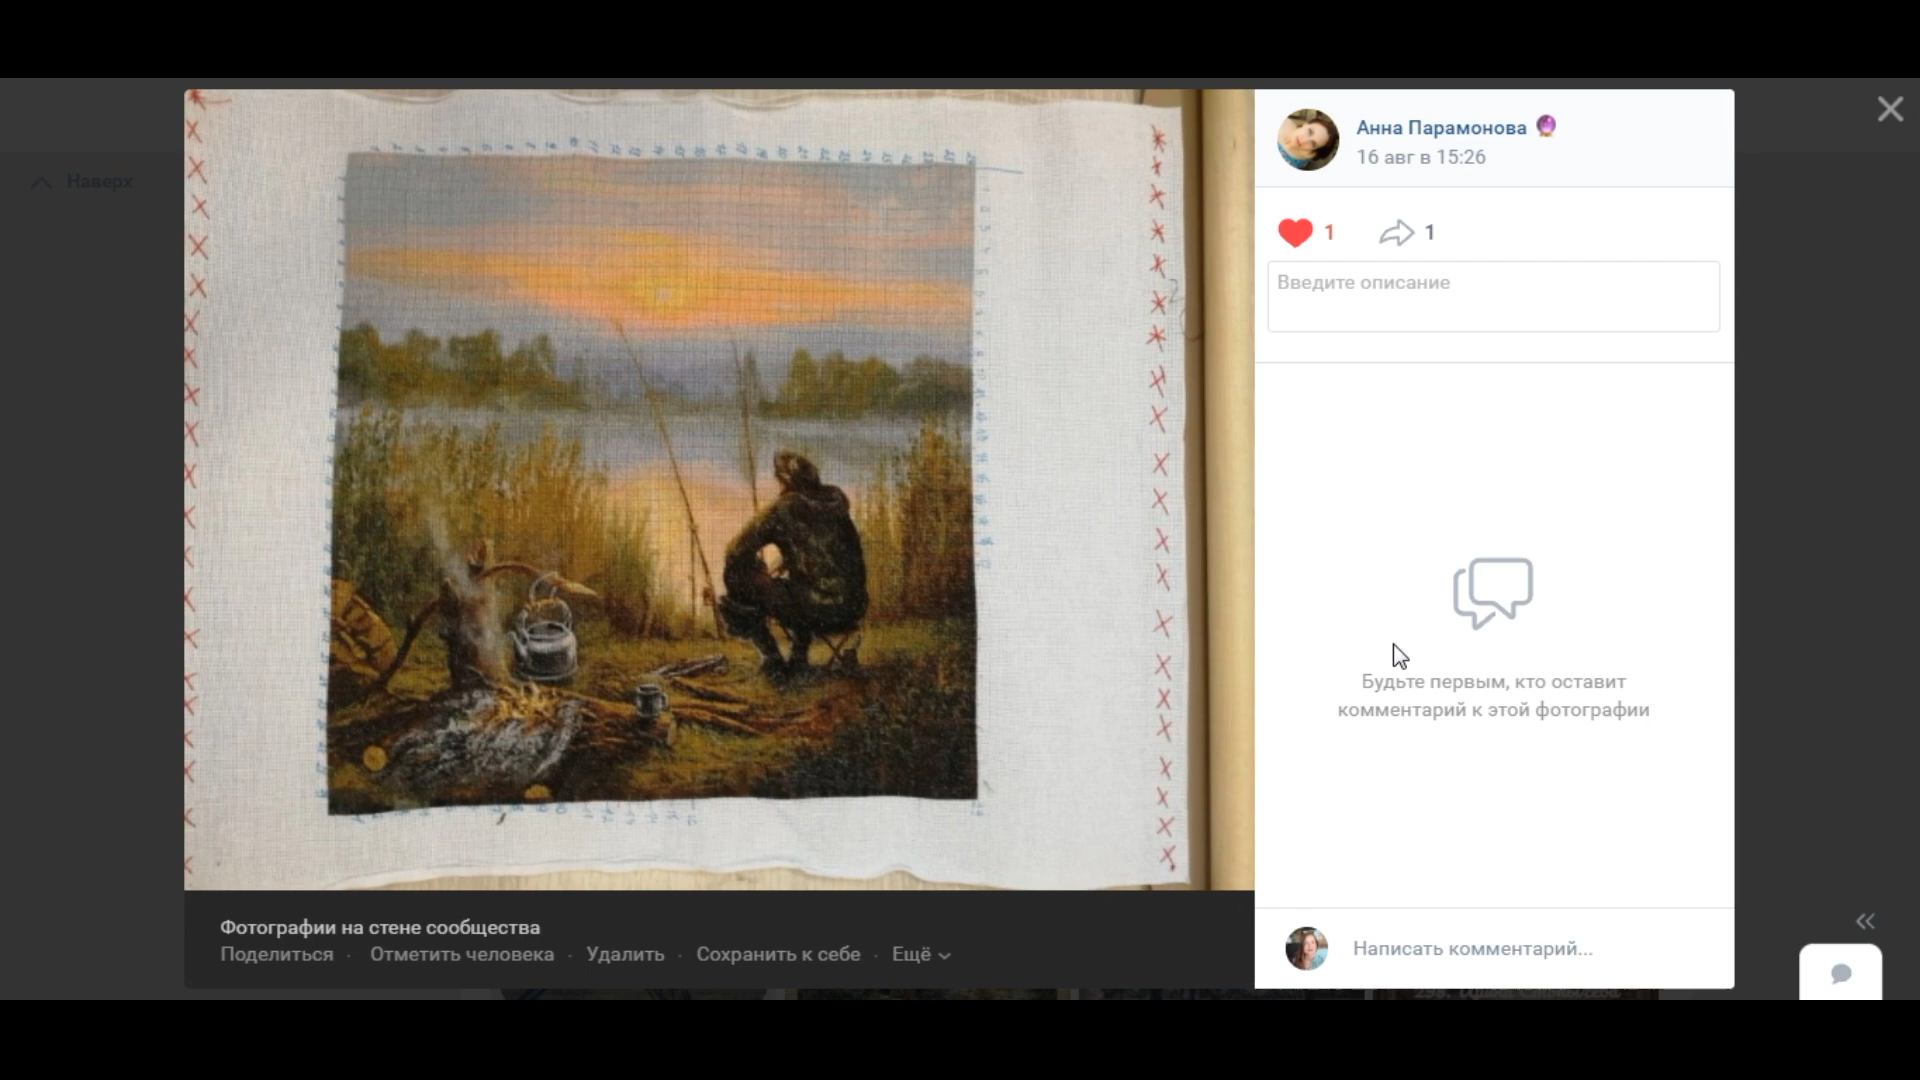 Наверх
Анна Парамонова
16 авг в 15:26
1
1
Введите описание
Будьте первым, кто оставит
комментарий к этой фотографии
Фотографии на стене сообщества
Поделиться · Отметить человека · Удалить · Сохранить к себе · Ещё
Написать комментарий...